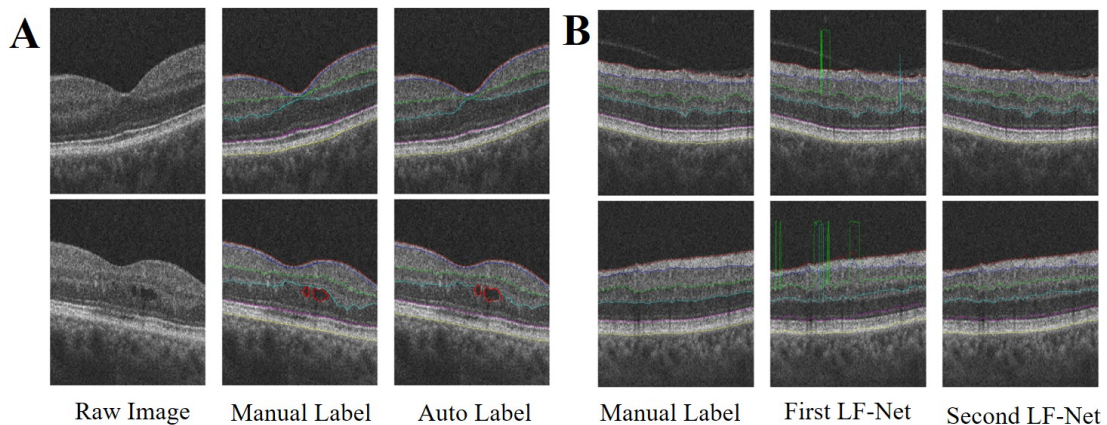 A
B
Raw Image
Manual Label
Auto Label
Manual Label
First LF-Net
Second LF-Net